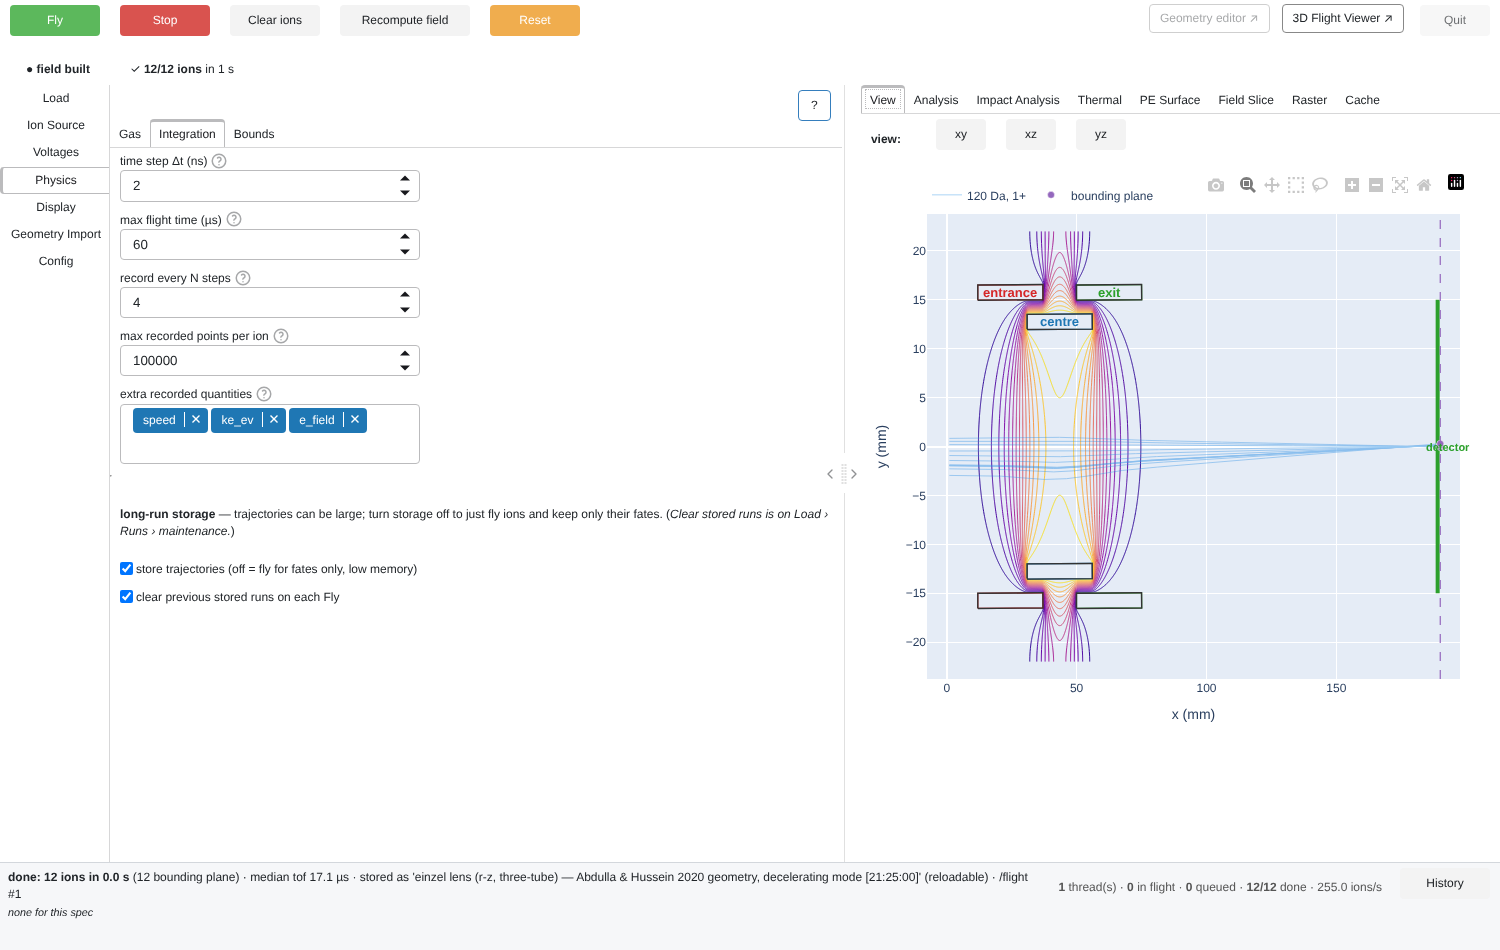 Fly
Stop
Clear ions
Recompute field
Reset
Geometry editor ↗
3D Flight Viewer ↗
Quit
● field built
✓ 12/12 ions in 1 s
Load
Ion Source
Voltages
Physics
Display
Geometry Import
Config
?
Gas
Integration
Bounds
time step Δt (ns) ?
2
max flight time (µs) ?
60
record every N steps ?
4
max recorded points per ion ?
100000
extra recorded quantities ?
speed ✕
ke_ev ✕
e_field ✕
long-run storage — trajectories can be large; turn storage off to just fly ions and keep only their fates. (Clear stored runs is on Load ›
Runs › maintenance.)
store trajectories (off = fly for fates only, low memory)
clear previous stored runs on each Fly
View
Analysis
Impact Analysis
Thermal
PE Surface
Field Slice
Raster
Cache
view:
xy
xz
yz
120 Da, 1+
bounding plane
20
15
10
5
0
−5
−10
−15
−20
y (mm)
entrance
exit
centre
detector
0
50
100
150
x (mm)
done: 12 ions in 0.0 s (12 bounding plane) · median tof 17.1 µs · stored as 'einzel lens (r-z, three-tube) — Abdulla & Hussein 2020 geometry, decelerating mode [21:25:00]' (reloadable) · /flight
#1
none for this spec
1 thread(s) · 0 in flight · 0 queued · 12/12 done · 255.0 ions/s
History